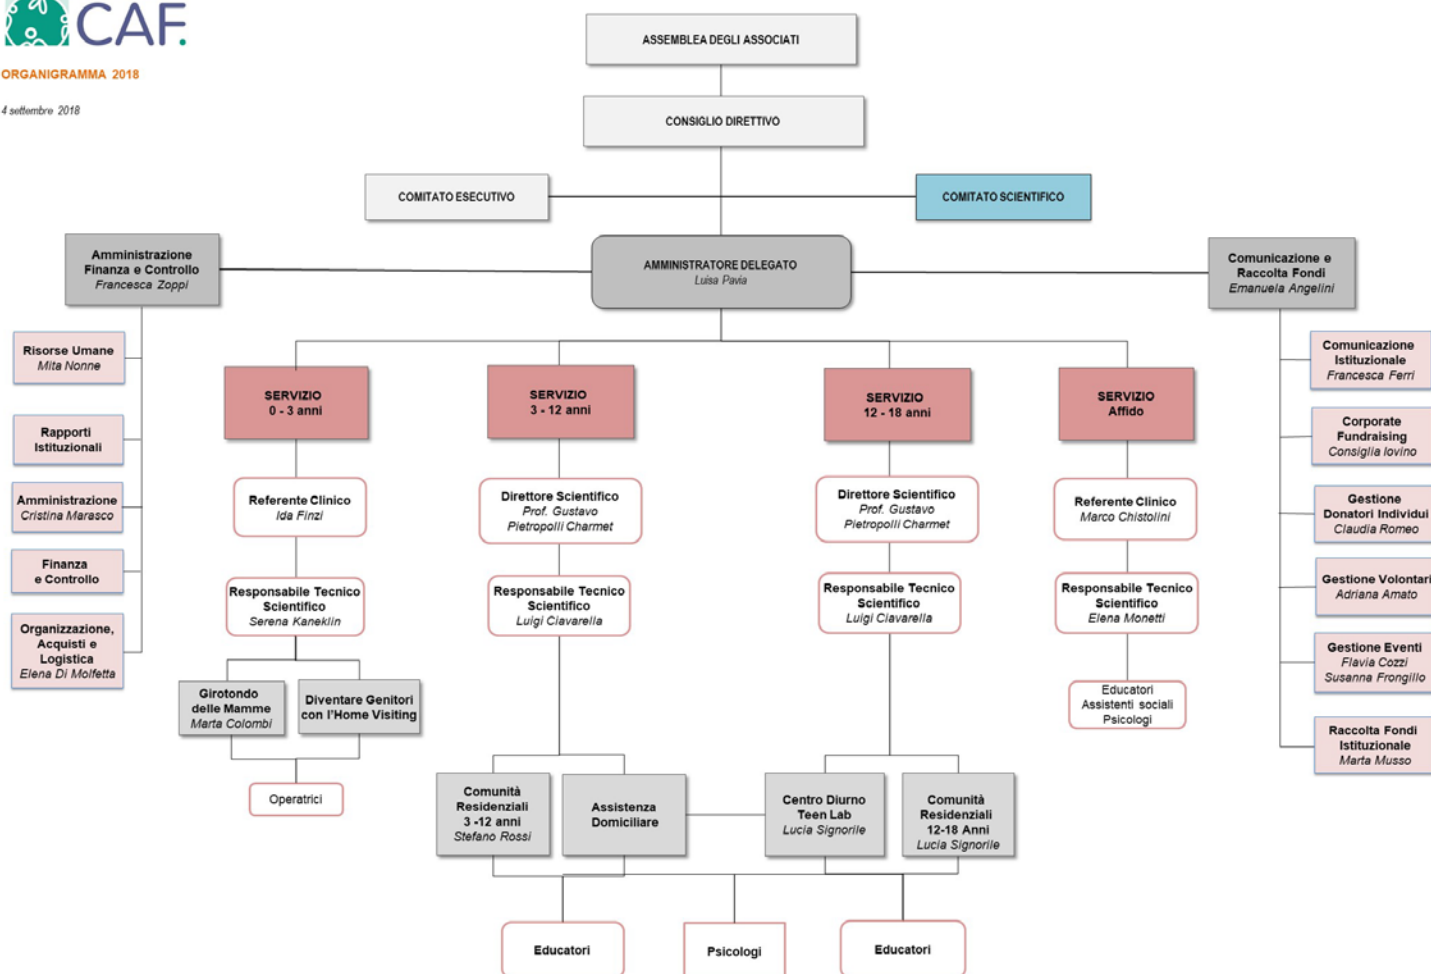 CAF.
ORGANIGRAMMA 2018
4 settembre 2018
ASSEMBLEA DEGLI ASSOCIATI
CONSIGLIO DIRETTIVO
COMITATO ESECUTIVO
COMITATO SCIENTIFICO
Amministrazione
Finanza e Controllo
Francesca Zoppi
AMMINISTRATORE DELEGATO
Luisa Pavia
Comunicazione e
Raccolta Fondi
Emanuela Angelini
Risorse Umane
Mita Nonne
Rapporti
Istituzionali
Amministrazione
Cristina Marasco
Finanza
e Controllo
Organizzazione,
Acquisti e
Logistica
Elena Di Molfetta
SERVIZIO
0 - 3 anni
Referente Clinico
Ida Finzi
Responsabile Tecnico
Scientifico
Serena Kaneklin
Girotondo
delle Mamme
Marta Colombi
Diventare Genitori
con l'Home Visiting
Operatrici
SERVIZIO
3 - 12 anni
Direttore Scientifico
Prof. Gustavo
Pietropolli Charmet
Responsabile Tecnico
Scientifico
Luigi Ciavarella
Comunità
Residenziali
3 -12 anni
Stefano Rossi
Assistenza
Domiciliare
SERVIZIO
12 - 18 anni
Direttore Scientifico
Prof. Gustavo
Pietropolli Charmet
Responsabile Tecnico
Scientifico
Luigi Ciavarella
Centro Diurno
Teen Lab
Lucia Signorile
Comunità
Residenziali
12-18 Anni
Lucia Signorile
Educatori
Psicologi
Educatori
SERVIZIO
Affido
Referente Clinico
Marco Chistolini
Responsabile Tecnico
Scientifico
Elena Monetti
Educatori
Assistenti sociali
Psicologi
Comunicazione
Istituzionale
Francesca Ferri
Corporate
Fundraising
Consiglia Iovino
Gestione
Donatori Individui
Claudia Romeo
Gestione Volontari
Adriana Amato
Gestione Eventi
Flavia Cozzi
Susanna Frongillo
Raccolta Fondi
Istituzionale
Marta Musso